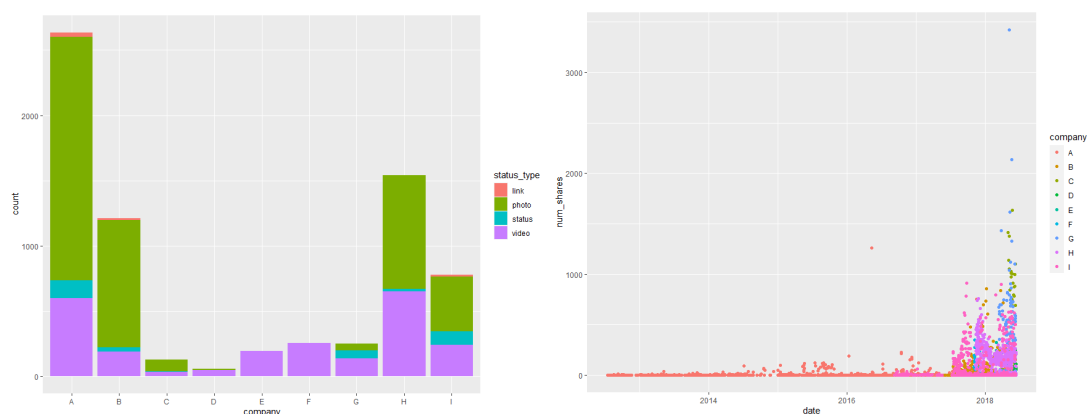 2000
1000
0
count
A B C D E F G H I
company
status_type
link
photo
status
video
3000
2000
1000
0
num_shares
2014 2016 2018
date
company
A
B
C
D
E
F
G
H
I